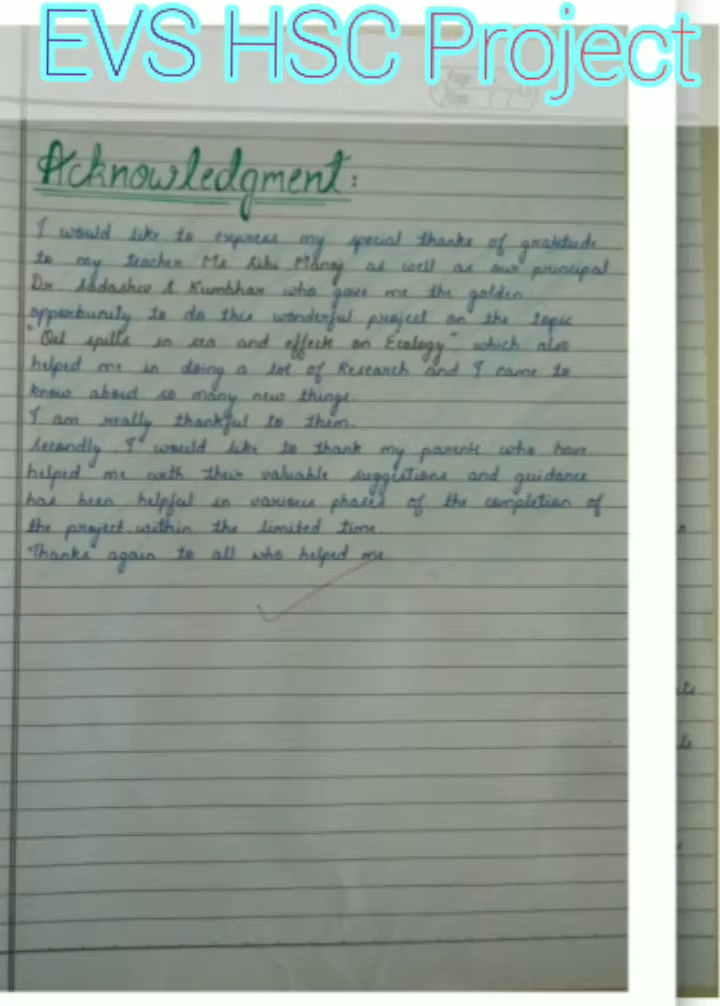 EVS HSC Project
Page
Date
Acknowledgment:
I would like to express my special thanks of gratitude
to my teacher Ms Manoj as well as our principal
Dr. Sadashiv S Kumbhar who gave me the golden
opportunity to do this wonderful project on the topic
"Oil spills in sea and effects on Ecology", which also
helped me in doing a lot of Research and I came to
know about so many new things
I am really thankful to them.
Secondly I would like to thank my parents who have
helped me with their valuable suggestions and guidance
has been helpful in various phases of the completion of
the project within the limited time.
Thanks again to all who helped me